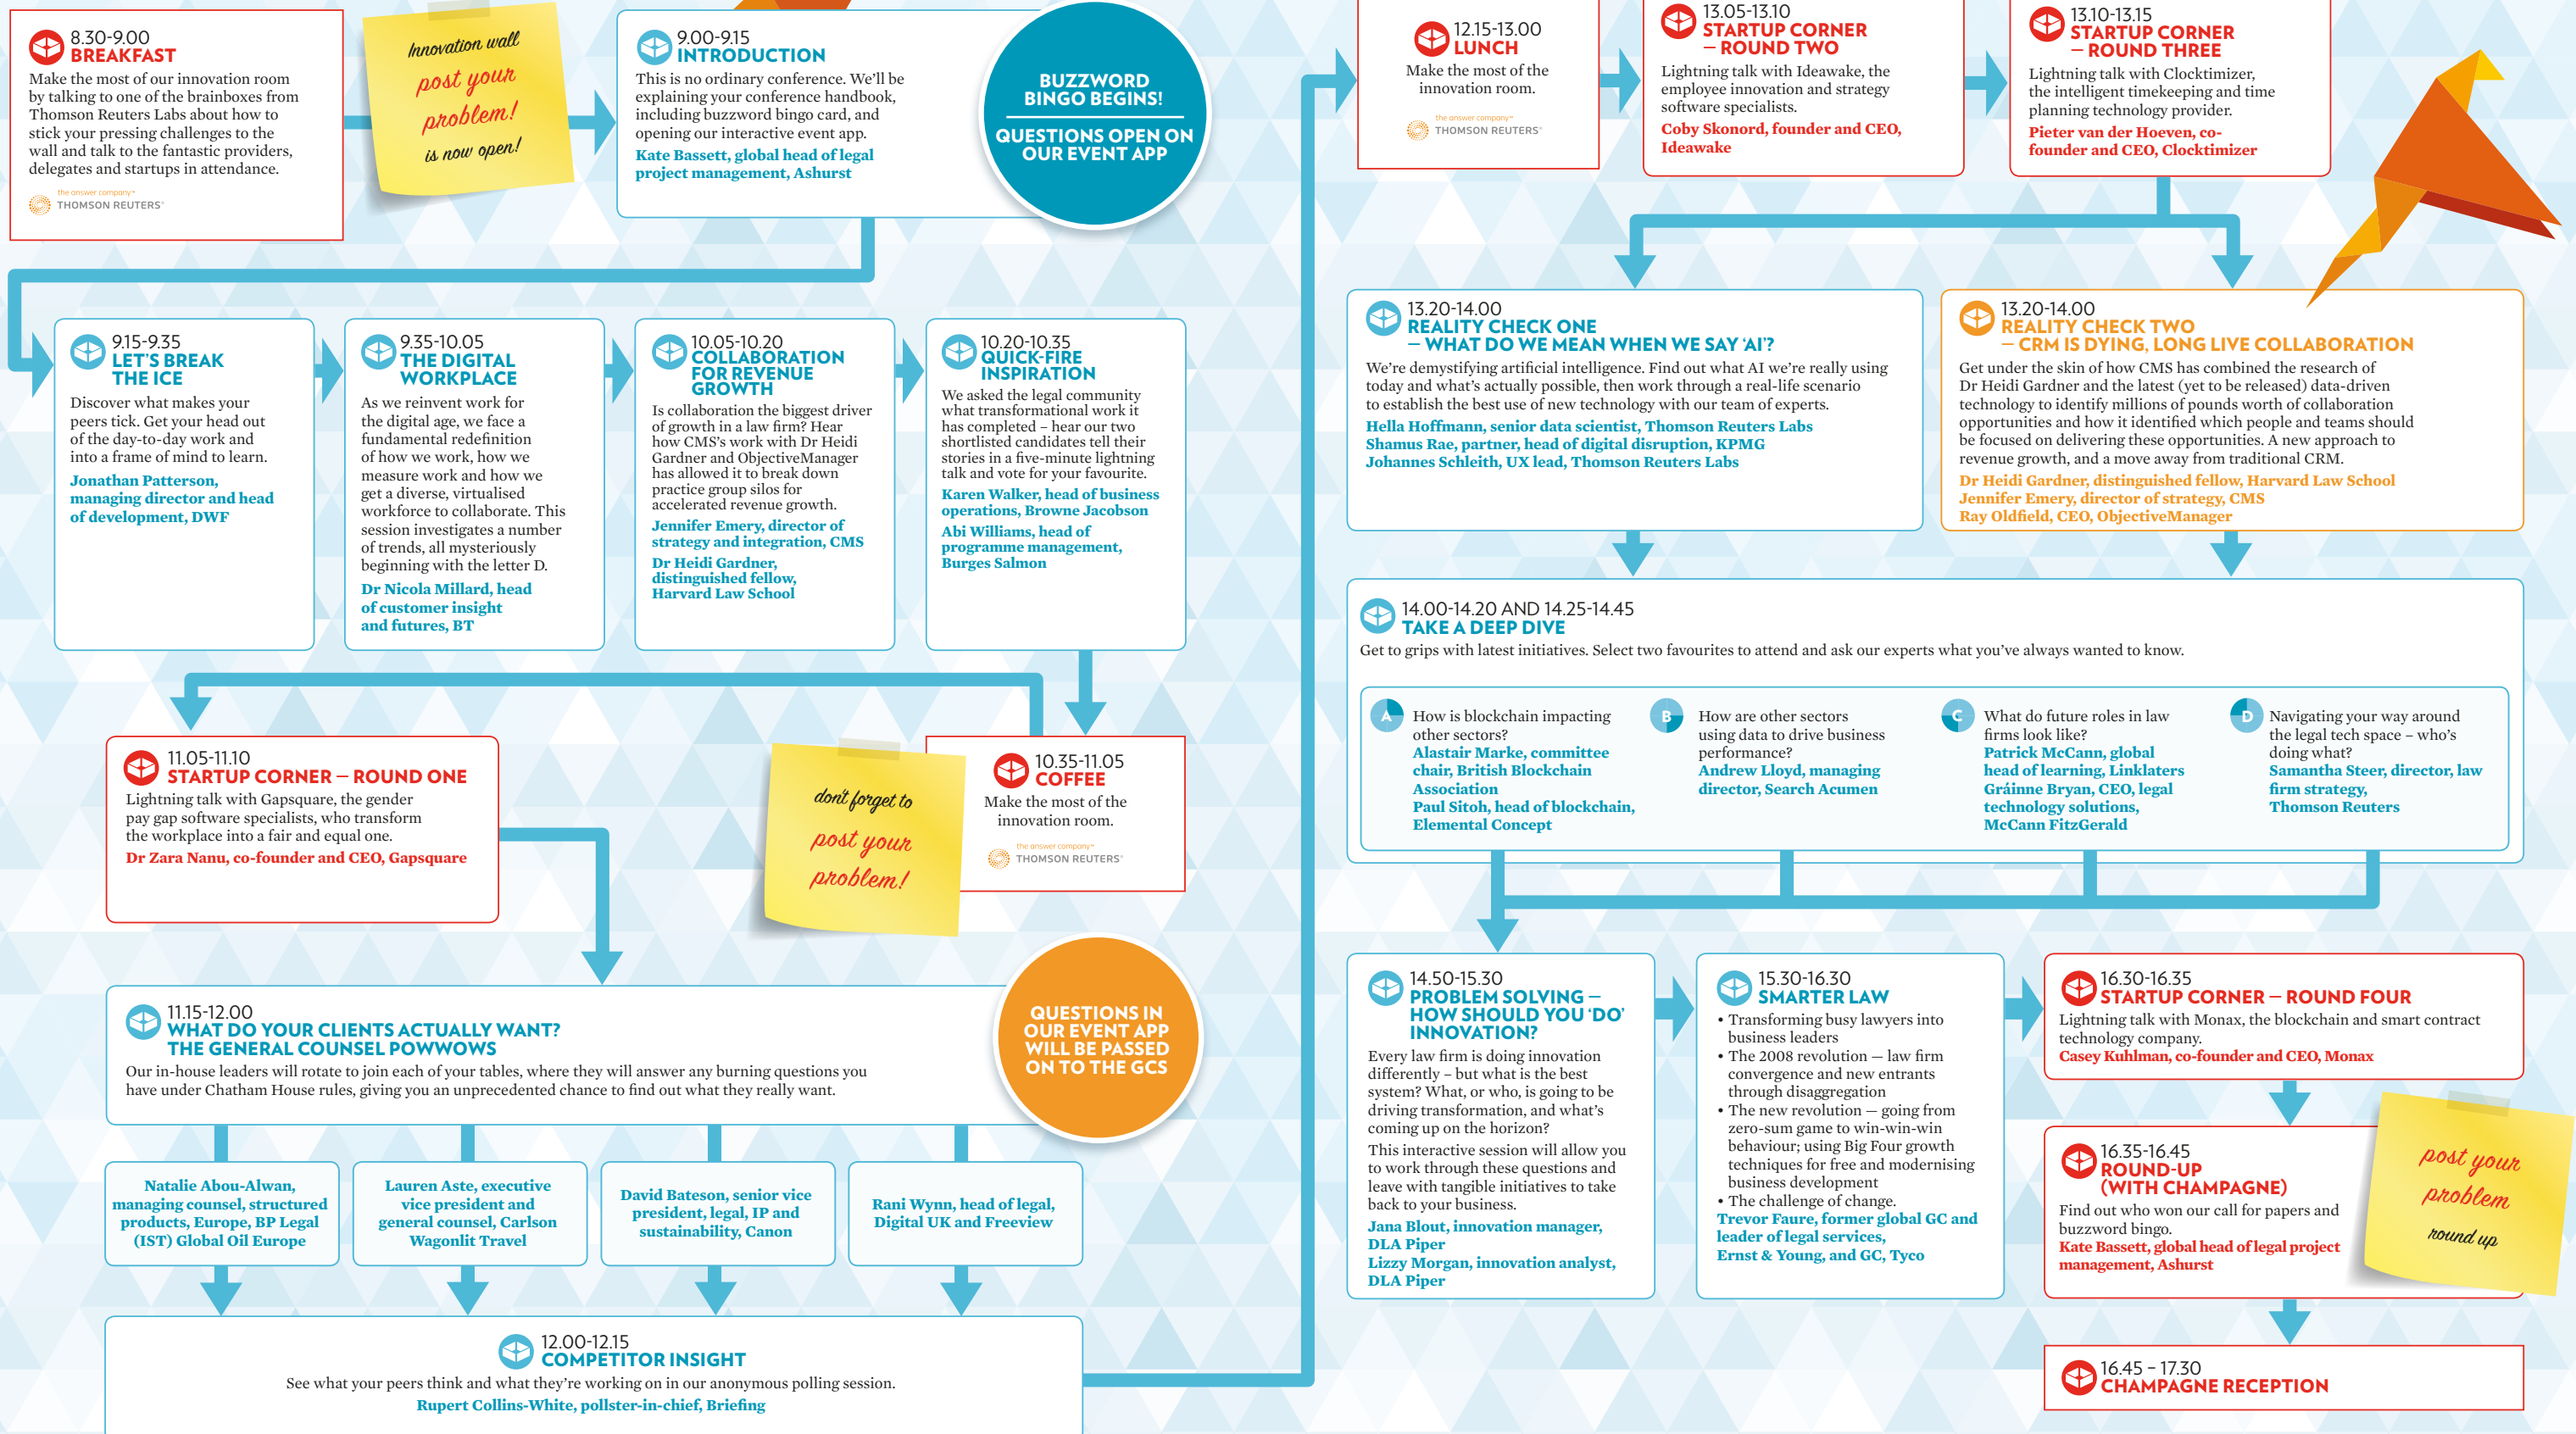 8.30-9.00
BREAKFAST
Make the most of our innovation room
by talking to one of the brainboxes from
Thomson Reuters Labs about how to
stick your pressing challenges to the
wall and talk to the fantastic providers,
delegates and startups in attendance.
the answer company™
THOMSON REUTERS®
Innovation wall
post your
problem!
is now open!
9.00-9.15
INTRODUCTION
This is no ordinary conference. We'll be
explaining your conference handbook,
including buzzword bingo card, and
opening our interactive event app.
Kate Bassett, global head of legal
project management, Ashurst
BUZZWORD
BINGO BEGINS!
QUESTIONS OPEN ON
OUR EVENT APP
9.15-9.35
LET'S BREAK
THE ICE
Discover what makes your
peers tick. Get your head out
of the day-to-day work and
into a frame of mind to learn.
Jonathan Patterson,
managing director and head
of development, DWF
9.35-10.05
THE DIGITAL
WORKPLACE
As we reinvent work for
the digital age, we face a
fundamental redefinition
of how we work, how we
measure work and how we
get a diverse, virtualised
workforce to collaborate. This
session investigates a number
of trends, all mysteriously
beginning with the letter D.
Dr Nicola Millard, head
of customer insight
and futures, BT
10.05-10.20
COLLABORATION
FOR REVENUE
GROWTH
Is collaboration the biggest driver
of growth in a law firm? Hear
how CMS's work with Dr Heidi
Gardner and ObjectiveManager
has allowed it to break down
practice group silos for
accelerated revenue growth.
Jennifer Emery, director of
strategy and integration, CMS
Dr Heidi Gardner,
distinguished fellow,
Harvard Law School
10.20-10.35
QUICK-FIRE
INSPIRATION
We asked the legal community
what transformational work it
has completed – hear our two
shortlisted candidates tell their
stories in a five-minute lightning
talk and vote for your favourite.
Karen Walker, head of business
operations, Browne Jacobson
Abi Williams, head of
programme management,
Burges Salmon
10.35-11.05
COFFEE
Make the most of the
innovation room.
the answer company™
THOMSON REUTERS®
don't forget to
post your
problem!
11.05-11.10
STARTUP CORNER – ROUND ONE
Lightning talk with Gapsquare, the gender
pay gap software specialists, who transform
the workplace into a fair and equal one.
Dr Zara Nanu, co-founder and CEO, Gapsquare
11.15-12.00
WHAT DO YOUR CLIENTS ACTUALLY WANT?
THE GENERAL COUNSEL POWWOWS
Our in-house leaders will rotate to join each of your tables, where they will answer any burning questions you
have under Chatham House rules, giving you an unprecedented chance to find out what they really want.
QUESTIONS IN
OUR EVENT APP
WILL BE PASSED
ON TO THE GCS
Natalie Abou-Alwan,
managing counsel, structured
products, Europe, BP Legal
(IST) Global Oil Europe
Lauren Aste, executive
vice president and
general counsel, Carlson
Wagonlit Travel
David Bateson, senior vice
president, legal, IP and
sustainability, Canon
Rani Wynn, head of legal,
Digital UK and Freeview
12.00-12.15
COMPETITOR INSIGHT
See what your peers think and what they're working on in our anonymous polling session.
Rupert Collins-White, pollster-in-chief, Briefing
12.15-13.00
LUNCH
Make the most of the
innovation room.
the answer company™
THOMSON REUTERS®
13.05-13.10
STARTUP CORNER
– ROUND TWO
Lightning talk with Ideawake, the
employee innovation and strategy
software specialists.
Coby Skonord, founder and CEO,
Ideawake
13.10-13.15
STARTUP CORNER
– ROUND THREE
Lightning talk with Clocktimizer,
the intelligent timekeeping and time
planning technology provider.
Pieter van der Hoeven, co-
founder and CEO, Clocktimizer
13.20-14.00
REALITY CHECK ONE
– WHAT DO WE MEAN WHEN WE SAY 'AI'?
We're demystifying artificial intelligence. Find out what AI we're really using
today and what's actually possible, then work through a real-life scenario
to establish the best use of new technology with our team of experts.
Hella Hoffmann, senior data scientist, Thomson Reuters Labs
Shamus Rae, partner, head of digital disruption, KPMG
Johannes Schleith, UX lead, Thomson Reuters Labs
13.20-14.00
REALITY CHECK TWO
– CRM IS DYING, LONG LIVE COLLABORATION
Get under the skin of how CMS has combined the research of
Dr Heidi Gardner and the latest (yet to be released) data-driven
technology to identify millions of pounds worth of collaboration
opportunities and how it identified which people and teams should
be focused on delivering these opportunities. A new approach to
revenue growth, and a move away from traditional CRM.
Dr Heidi Gardner, distinguished fellow, Harvard Law School
Jennifer Emery, director of strategy, CMS
Ray Oldfield, CEO, ObjectiveManager
14.00-14.20 AND 14.25-14.45
TAKE A DEEP DIVE
Get to grips with latest initiatives. Select two favourites to attend and ask our experts what you've always wanted to know.
A
How is blockchain impacting
other sectors?
Alastair Marke, committee
chair, British Blockchain
Association
Paul Sitoh, head of blockchain,
Elemental Concept
B
How are other sectors
using data to drive business
performance?
Andrew Lloyd, managing
director, Search Acumen
C
What do future roles in law
firms look like?
Patrick McCann, global
head of learning, Linklaters
Gráinne Bryan, CEO, legal
technology solutions,
McCann FitzGerald
D
Navigating your way around
the legal tech space – who's
doing what?
Samantha Steer, director, law
firm strategy,
Thomson Reuters
14.50-15.30
PROBLEM SOLVING –
HOW SHOULD YOU 'DO'
INNOVATION?
Every law firm is doing innovation
differently – but what is the best
system? What, or who, is going to be
driving transformation, and what's
coming up on the horizon?
This interactive session will allow you
to work through these questions and
leave with tangible initiatives to take
back to your business.
Jana Blout, innovation manager,
DLA Piper
Lizzy Morgan, innovation analyst,
DLA Piper
15.30-16.30
SMARTER LAW
• Transforming busy lawyers into
business leaders
• The 2008 revolution — law firm
convergence and new entrants
through disaggregation
• The new revolution — going from
zero-sum game to win-win-win
behaviour; using Big Four growth
techniques for free and modernising
business development
• The challenge of change.
Trevor Faure, former global GC and
leader of legal services,
Ernst & Young, and GC, Tyco
16.30-16.35
STARTUP CORNER – ROUND FOUR
Lightning talk with Monax, the blockchain and smart contract
technology company.
Casey Kuhlman, co-founder and CEO, Monax
16.35-16.45
ROUND-UP
(WITH CHAMPAGNE)
Find out who won our call for papers and
buzzword bingo.
Kate Bassett, global head of legal project
management, Ashurst
post your
problem
round up
16.45 – 17.30
CHAMPAGNE RECEPTION